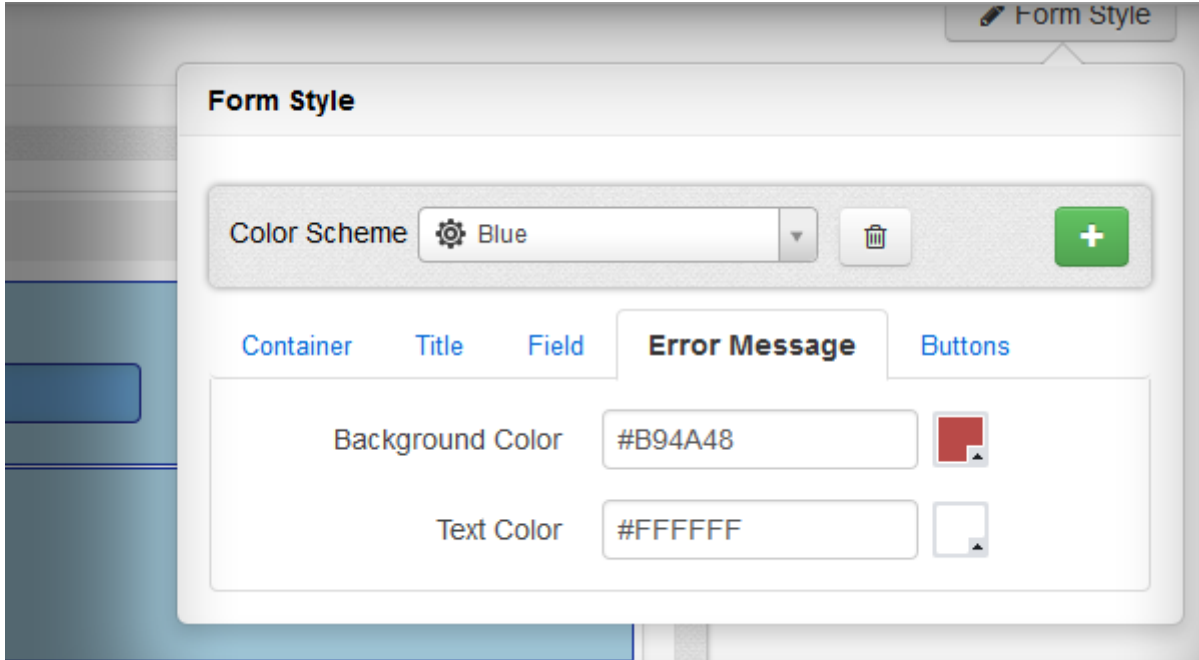 Form Style
Form Style
Color Scheme Blue
Container Title Field Error Message Buttons
Background Color #B94A48
Text Color #FFFFFF